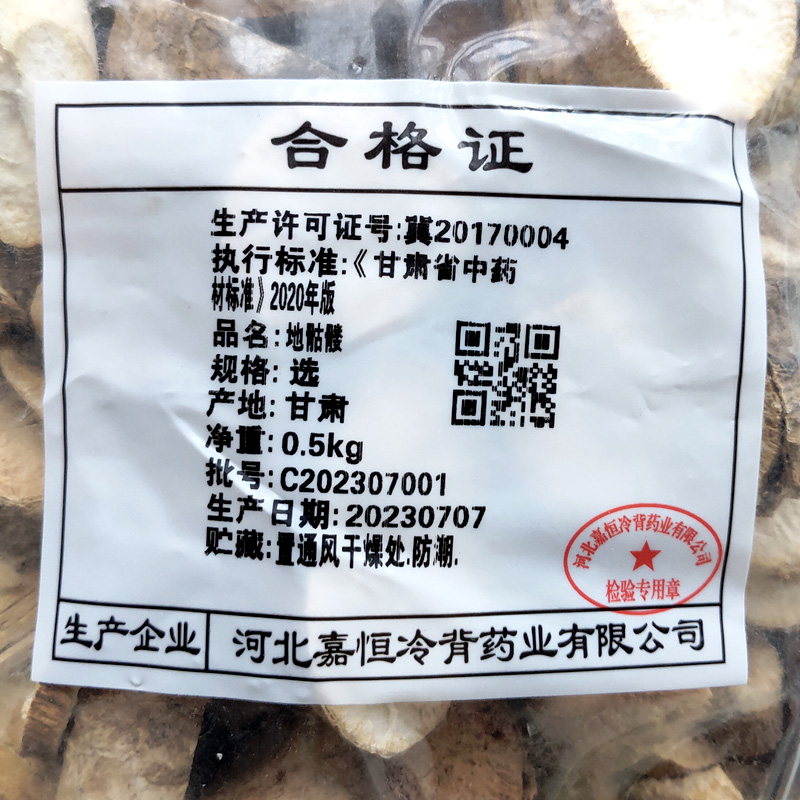 合格证
生产许可证号:冀20170004
执行标准:《甘肃省中药
材标准》2020年版
品名:地骷髅
规格:选
产地:甘肃
净重:0.5kg
批号:C202307001
生产日期:20230707
贮藏:置通风干燥处.防潮.
河北嘉恒冷背药业有限公司
检验专用章
生产企业 河北嘉恒冷背药业有限公司